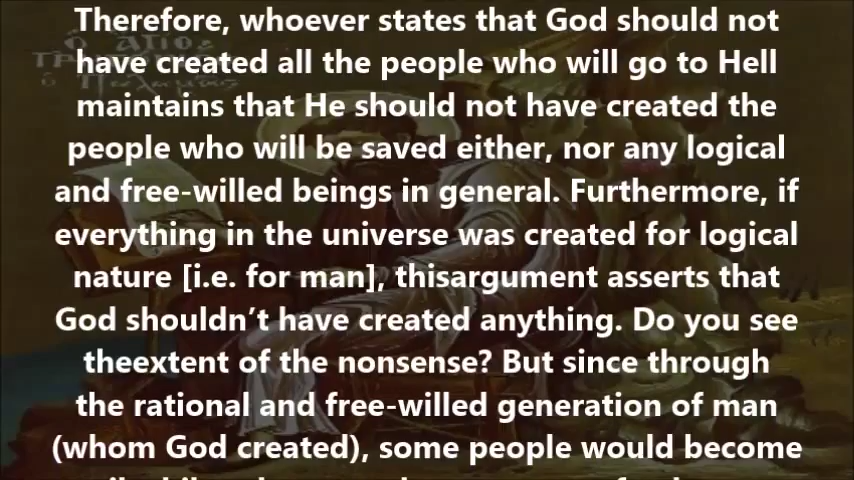 Therefore, whoever states that God should not
have created all the people who will go to Hell
maintains that He should not have created the
people who will be saved either, nor any logical
and free-willed beings in general. Furthermore, if
everything in the universe was created for logical
nature [i.e. for man], thisargument asserts that
God shouldn’t have created anything. Do you see
theextent of the nonsense? But since through
the rational and free-willed generation of man
(whom God created), some people would become